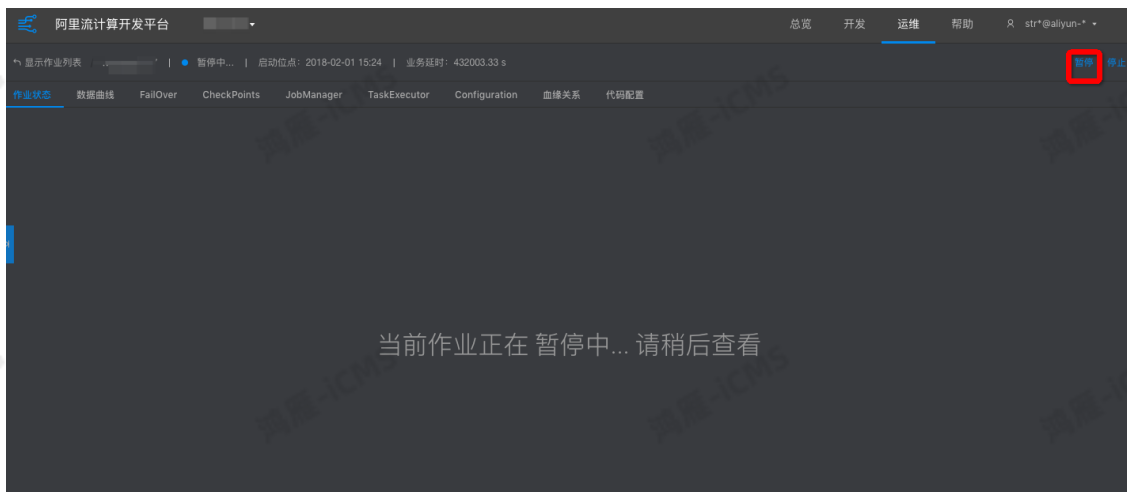 阿里流计算开发平台 总览 开发 运维 帮助 str*@aliyun-*
显示作业列表 | 暂停中... | 启动位点: 2018-02-01 15:24 | 业务延时: 432003.33 s 暂停 停止
作业状态 数据曲线 FailOver CheckPoints JobManager TaskExecutor Configuration 血缘关系 代码配置
当前作业正在 暂停中... 请稍后查看